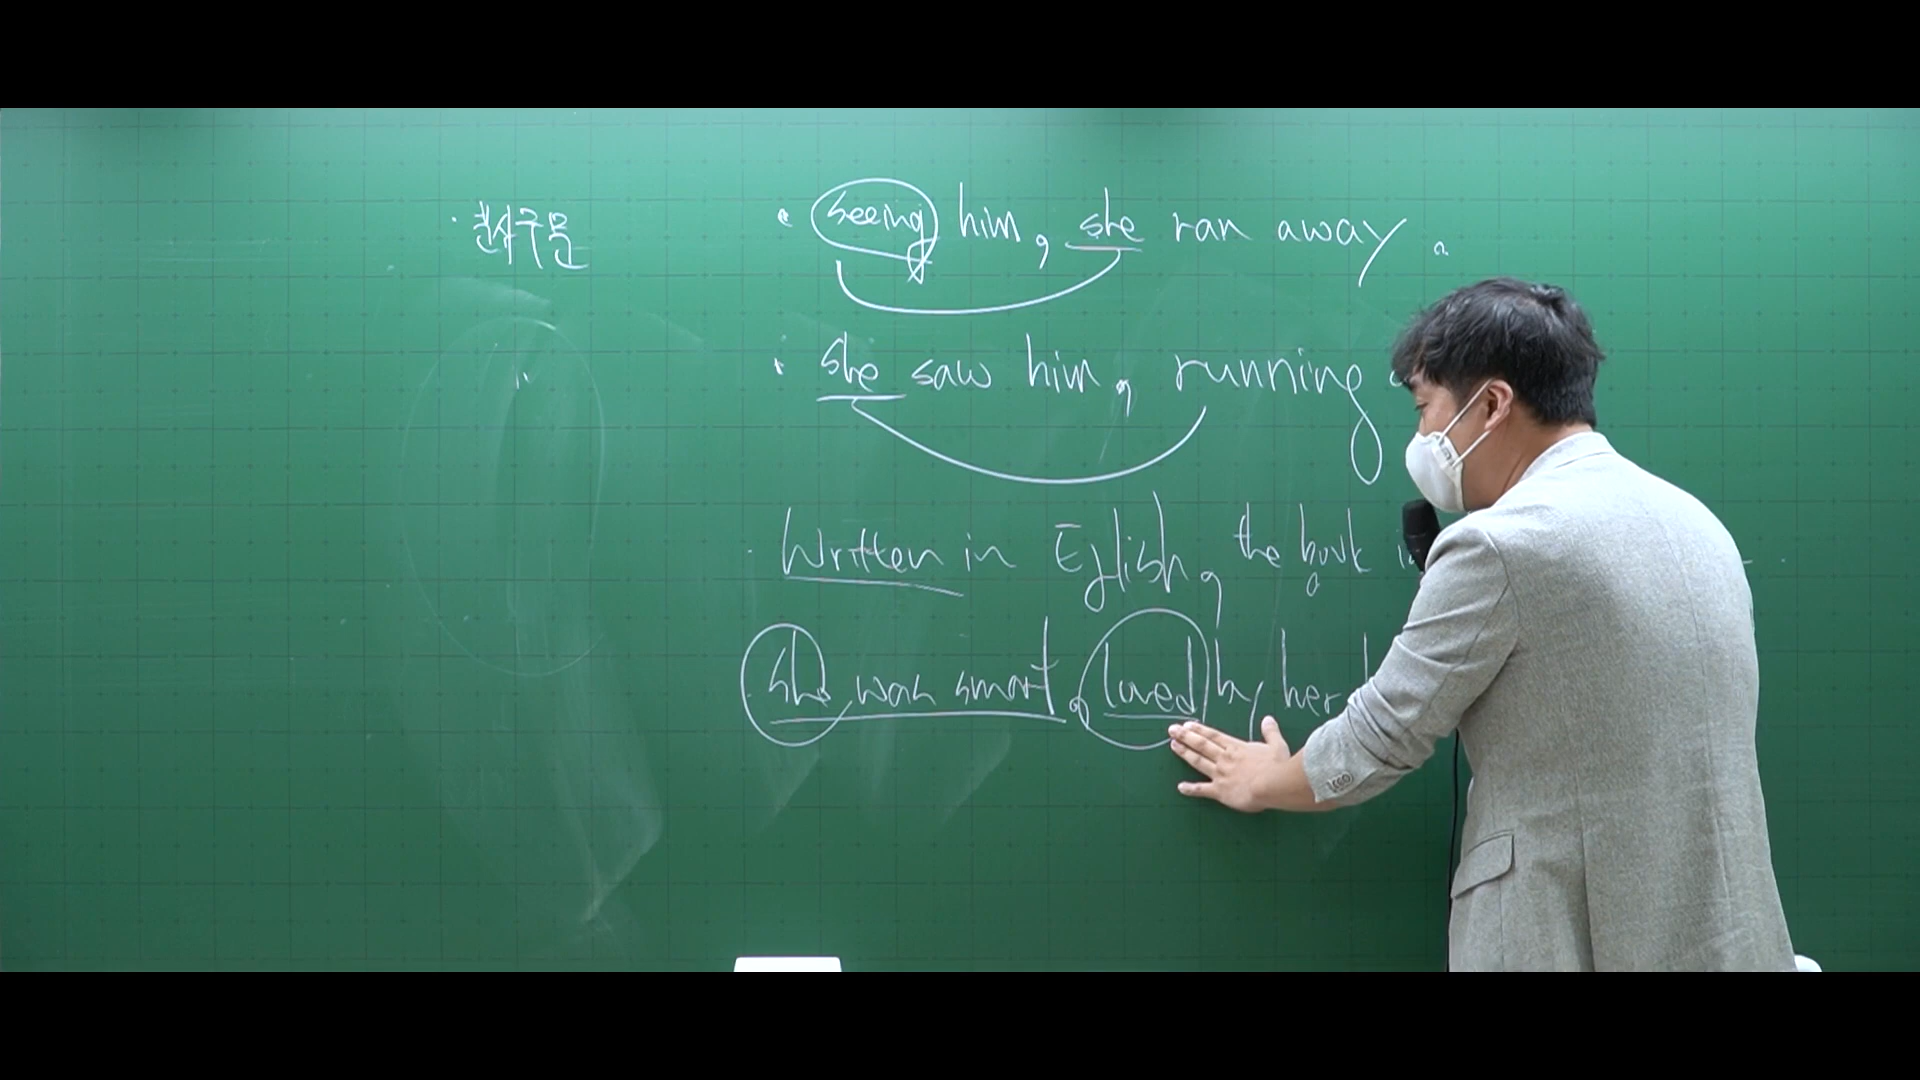 · 분사구문
· seeing him, she ran away.
· she saw him, running
· Written in Eglish, the book
· she was smart, loved by her